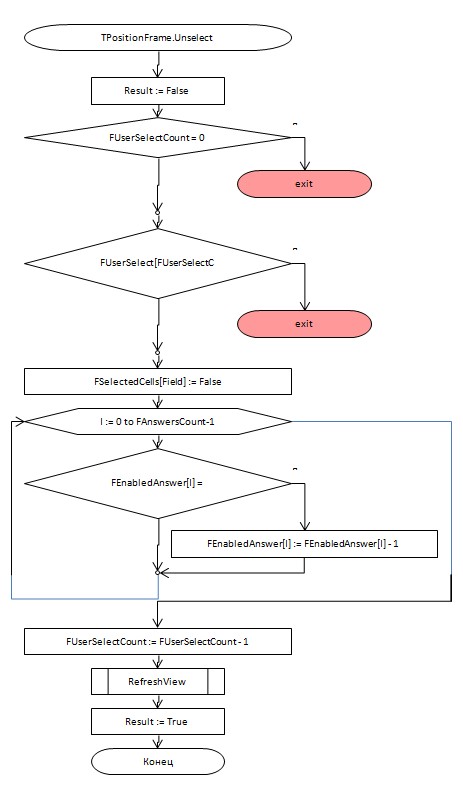 TPositionFrame.Unselect
Result := False
FUserSelectCount = 0
exit
FUserSelect[FUserSelectC
exit
FSelectedCells[Field] := False
I := 0 to FAnswersCount-1
FEnabledAnswer[I] =
FEnabledAnswer[I] := FEnabledAnswer[I] - 1
FUserSelectCount := FUserSelectCount - 1
RefreshView
Result := True
Конец